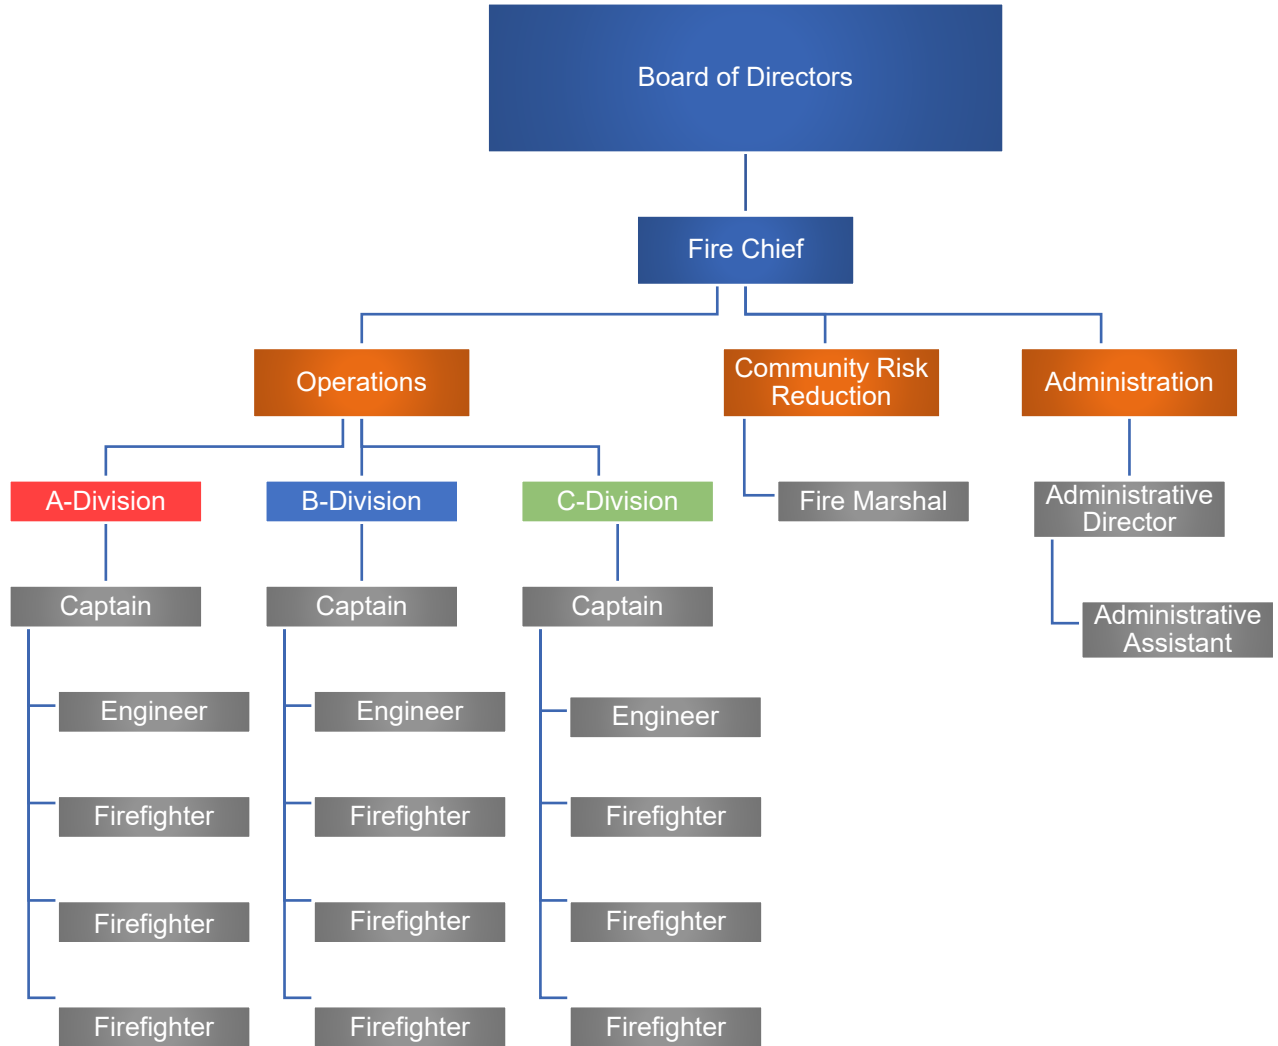 Board of Directors
Fire Chief
Operations
Community Risk
Reduction
Administration
A-Division
B-Division
C-Division
Fire Marshal
Administrative
Director
Captain
Captain
Captain
Administrative
Assistant
Engineer
Engineer
Engineer
Firefighter
Firefighter
Firefighter
Firefighter
Firefighter
Firefighter
Firefighter
Firefighter
Firefighter